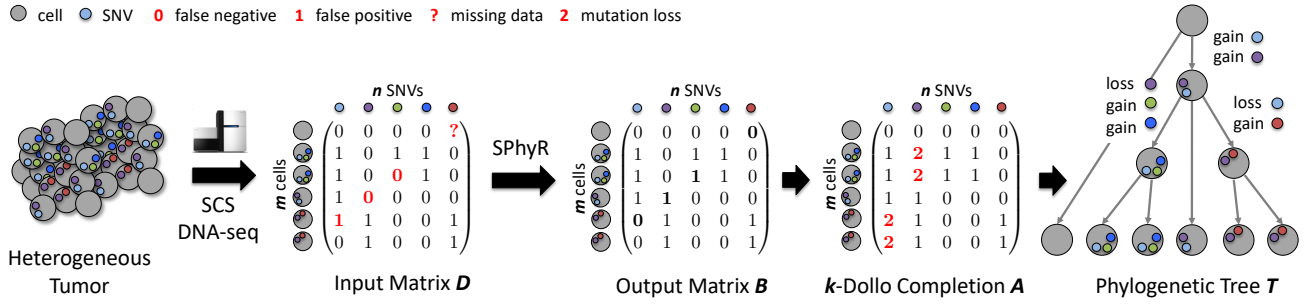 cell SNV 0 false negative 1 false positive ? missing data 2 mutation loss
Heterogeneous
Tumor
SCS
DNA-seq
n SNVs
m cells
0 0 0 0 ?
1 0 1 1 0
1 0 0 1 0
1 0 0 0 0
1 1 0 0 1
0 1 0 0 1
Input Matrix D
SPhyR
n SNVs
m cells
0 0 0 0 0
1 0 1 1 0
1 0 1 1 0
1 1 0 0 0
0 1 0 0 1
0 1 0 0 1
Output Matrix B
n SNVs
m cells
0 0 0 0 0
1 2 1 1 0
1 2 1 1 0
1 1 0 0 0
2 1 0 0 1
2 1 0 0 1
k-Dollo Completion A
gain
gain
loss
gain
gain
loss
gain
Phylogenetic Tree T